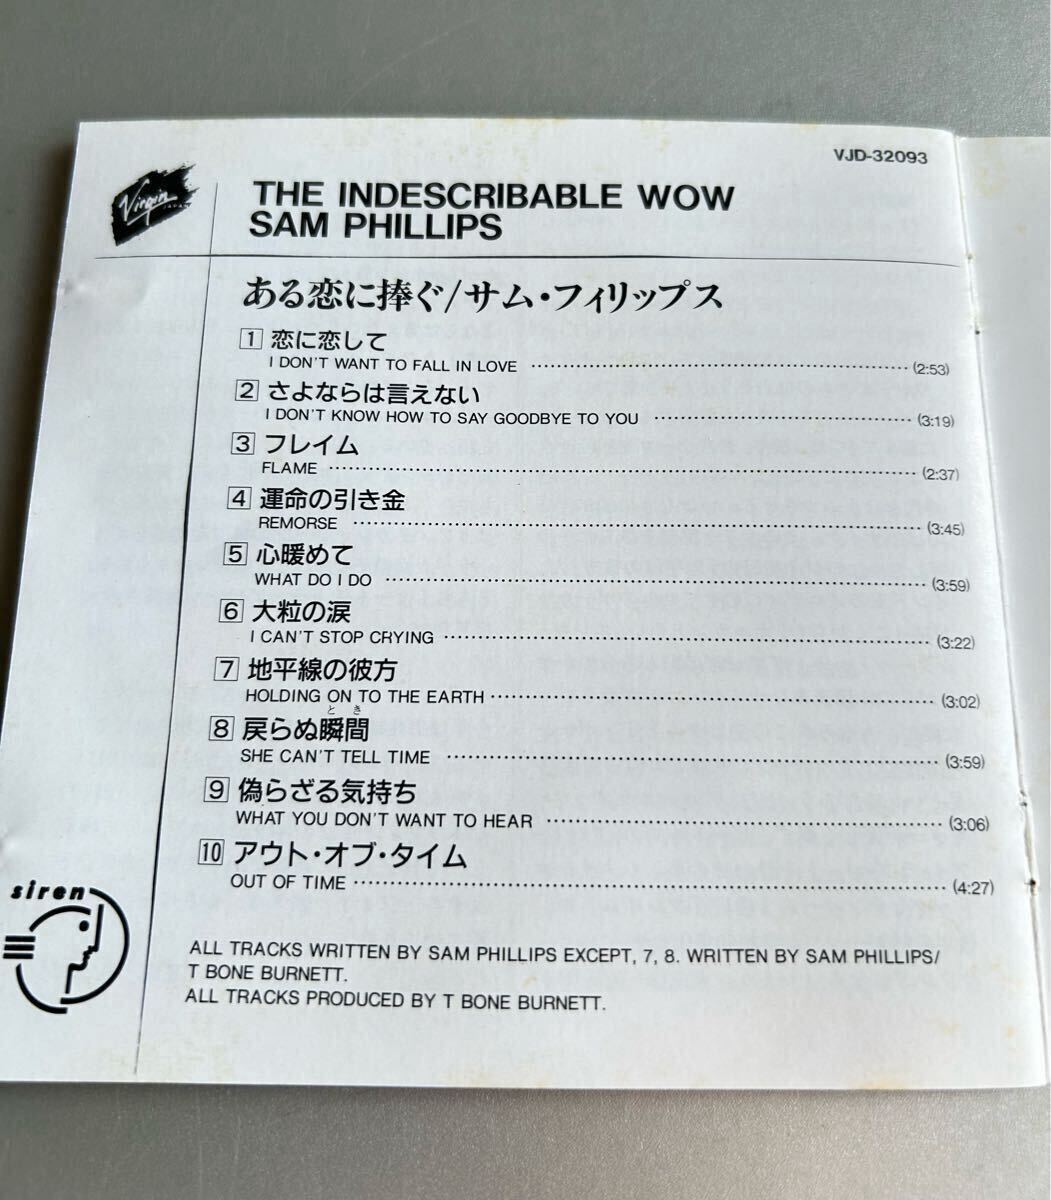 VJD-32093
Virgin
JAPAN
THE INDESCRIBABLE WOW
SAM PHILLIPS
ある恋に捧ぐ/サム・フィリップス
1 恋に恋して
I DON'T WANT TO FALL IN LOVE (2:53)
2 さよならは言えない
I DON'T KNOW HOW TO SAY GOODBYE TO YOU (3:19)
3 フレイム
FLAME (2:37)
4 運命の引き金
REMORSE (3:45)
5 心暖めて
WHAT DO I DO (3:59)
6 大粒の涙
I CAN'T STOP CRYING (3:22)
7 地平線の彼方
HOLDING ON TO THE EARTH (3:02)
とき
8 戻らぬ瞬間
SHE CAN'T TELL TIME (3:59)
9 偽らざる気持ち
WHAT YOU DON'T WANT TO HEAR (3:06)
10 アウト・オブ・タイム
OUT OF TIME (4:27)
siren
ALL TRACKS WRITTEN BY SAM PHILLIPS EXCEPT, 7, 8. WRITTEN BY SAM PHILLIPS/
T BONE BURNETT.
ALL TRACKS PRODUCED BY T BONE BURNETT.